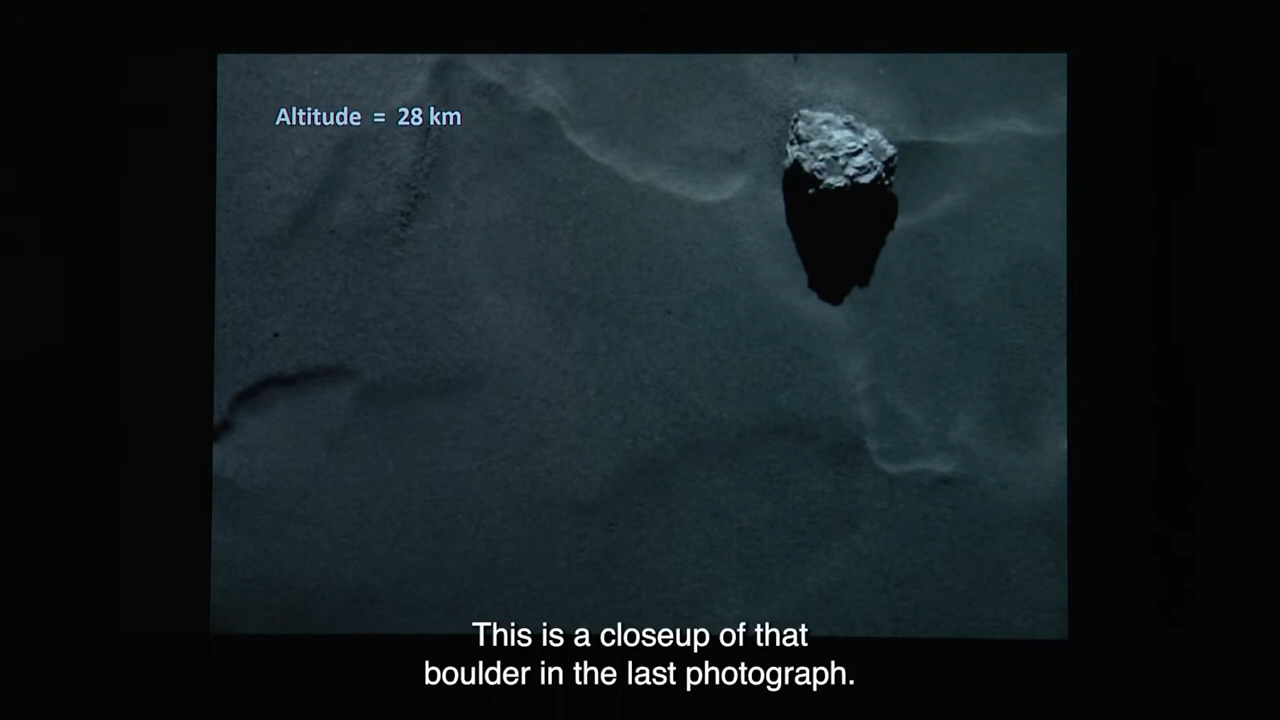 Altitude = 28 km
This is a closeup of that
boulder in the last photograph.